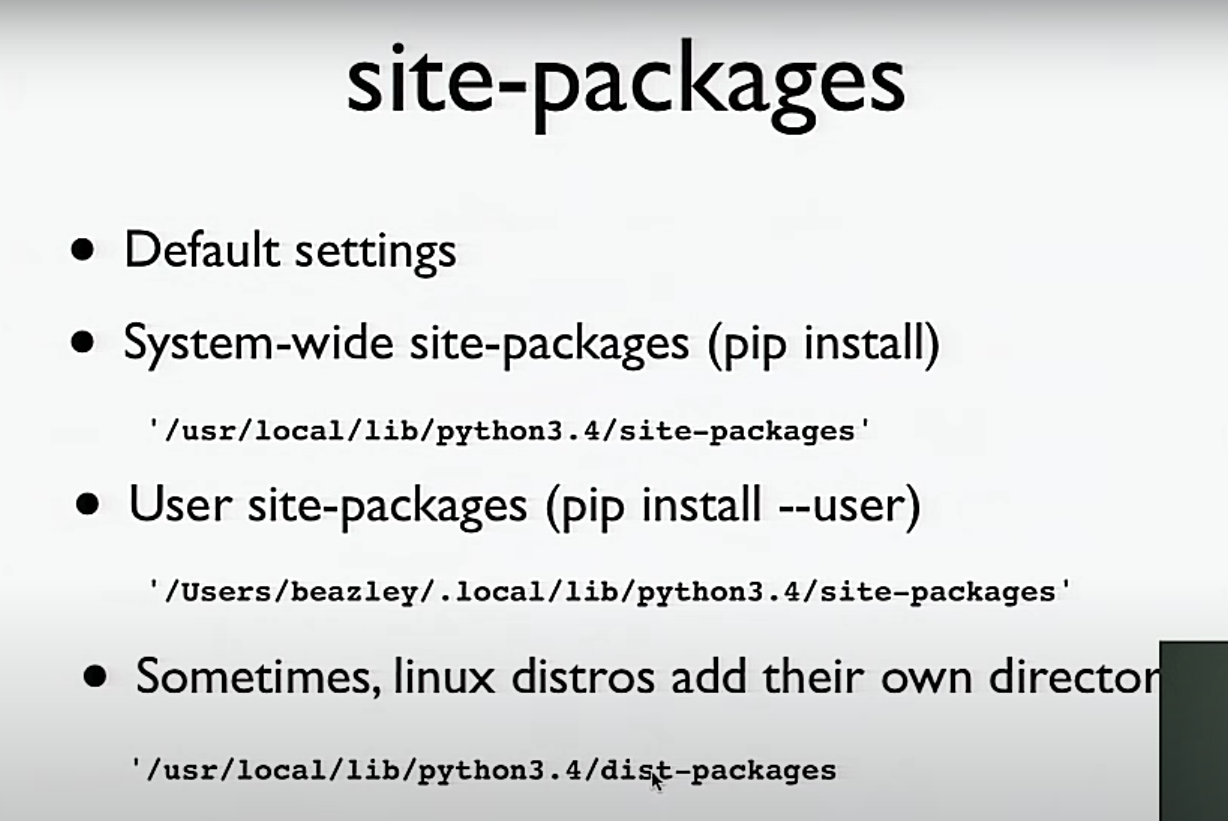 site-packages
• Default settings
• System-wide site-packages (pip install)
'/usr/local/lib/python3.4/site-packages'
• User site-packages (pip install --user)
'/Users/beazley/.local/lib/python3.4/site-packages'
• Sometimes, linux distros add their own director
'/usr/local/lib/python3.4/dist-packages